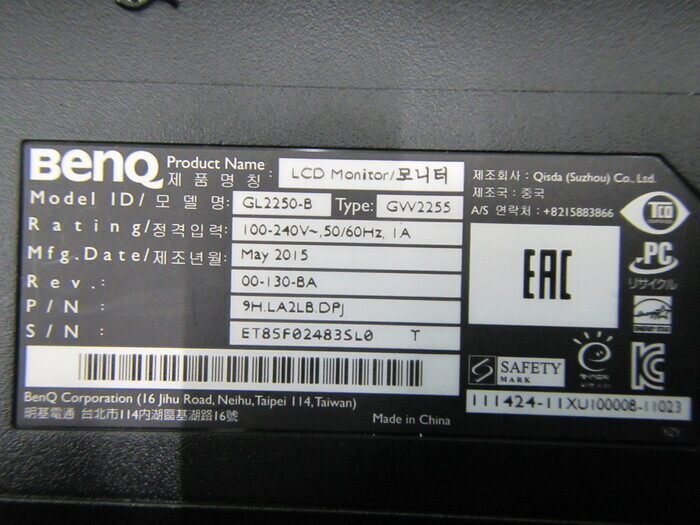 BenQ
Product Name : LCD Monitor/모니터
제 품 명 칭
Model ID/ 모 델 명: GL2250-B Type: GW2255
Rating/정격입력: 100-240V~,50/60Hz, 1A
Mfg.Date/제조년월: May 2015
Rev. : 00-130-BA
P/N : 9H.LA2LB.DPJ
S/N : ET85F02483SL0 T
BenQ Corporation (16 Jihu Road, Neihu,Taipei 114,Taiwan)
明基電通 台北市114內湖區基湖路16號
Made in China
제조회사 : Qisda (Suzhou) Co., Ltd.
제조국 : 중국
A/S 연락처 : +8215883866
TCO
EAC
PC
リサイクル
ENERGY STAR
S SAFETY
MARK
e
KC
111424-11XU100008-11023